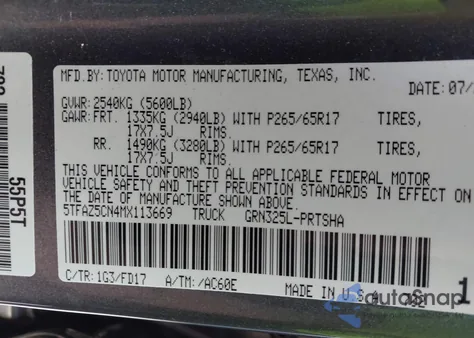 MFD.BY: TOYOTA MOTOR MANUFACTURING, TEXAS, INC.
DATE: 07/
GVWR: 2540KG (5600LB)
GAWR: FRT. 1335KG (2940LB) WITH P265/65R17 TIRES,
17X7.5J RIMS.
RR. 1490KG (3280LB) WITH P265/65R17 TIRES,
17X7.5J RIMS.
THIS VEHICLE CONFORMS TO ALL APPLICABLE FEDERAL MOTOR
VEHICLE SAFETY AND THEFT PREVENTION STANDARDS IN EFFECT
OF THE DATE OF MANUFACTURE SHOWN ABOVE.
5TFAZ5CN4MX113669 TRUCK GRN325L-PRTSHA
C/TR: 1G3/FD17 A/TM: /AC60E MADE IN U.S.A.
55P5T
autoSnap